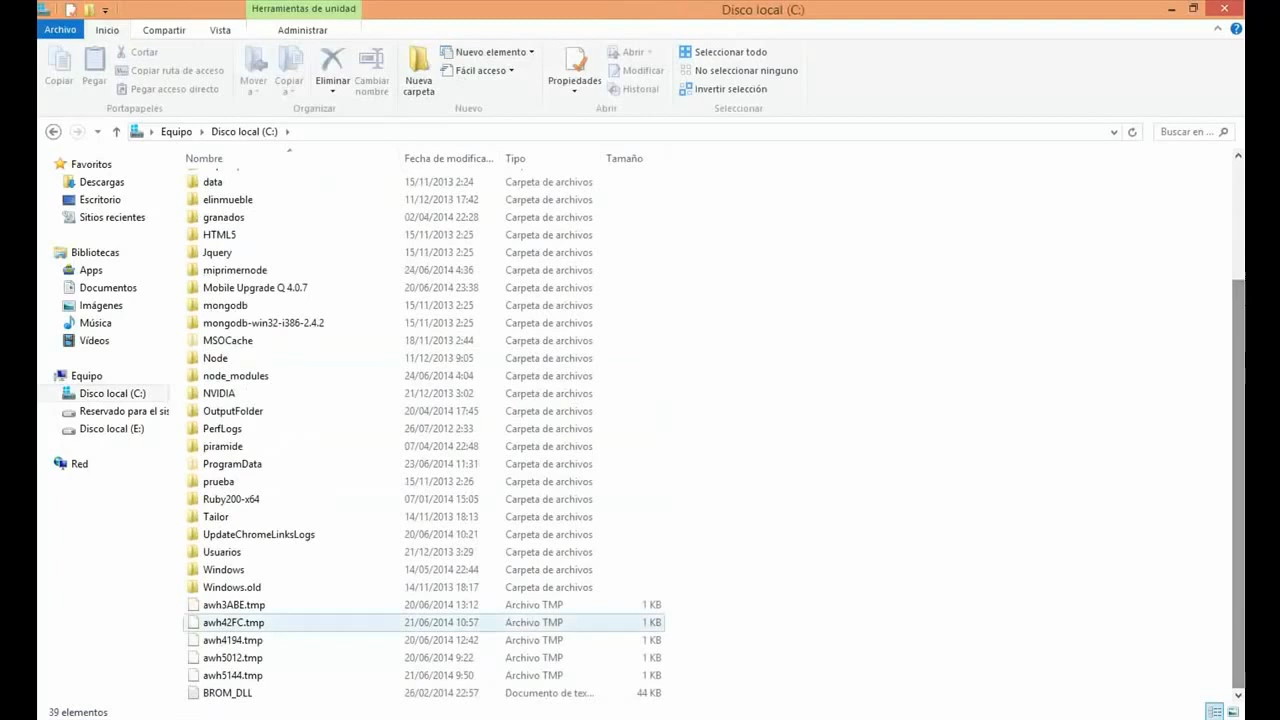 Herramientas de unidad
Disco local (C:)
Archivo Inicio Compartir Vista Administrar
Copiar
Pegar
Cortar
Copiar ruta de acceso
Pegar acceso directo
Portapapeles
Mover a
Copiar a
Eliminar
Cambiar nombre
Organizar
Nueva carpeta
Nuevo elemento
Fácil acceso
Nuevo
Propiedades
Abrir
Modificar
Historial
Abrir
Seleccionar todo
No seleccionar ninguno
Invertir selección
Seleccionar
Equipo Disco local (C:)
Buscar en ...
Favoritos
Descargas
Escritorio
Sitios recientes
Bibliotecas
Apps
Documentos
Imágenes
Música
Vídeos
Equipo
Disco local (C:)
Reservado para el sis
Disco local (E:)
Red
Nombre Fecha de modifica... Tipo Tamaño
data 15/11/2013 2:24 Carpeta de archivos
elinmueble 11/12/2013 17:42 Carpeta de archivos
granados 02/04/2014 22:28 Carpeta de archivos
HTML5 15/11/2013 2:25 Carpeta de archivos
Jquery 15/11/2013 2:25 Carpeta de archivos
miprimernode 24/06/2014 4:36 Carpeta de archivos
Mobile Upgrade Q 4.0.7 20/06/2014 23:38 Carpeta de archivos
mongodb 15/11/2013 2:25 Carpeta de archivos
mongodb-win32-i386-2.4.2 15/11/2013 2:25 Carpeta de archivos
MSOCache 18/11/2013 2:44 Carpeta de archivos
Node 11/12/2013 9:05 Carpeta de archivos
node_modules 24/06/2014 4:04 Carpeta de archivos
NVIDIA 21/12/2013 3:02 Carpeta de archivos
OutputFolder 20/04/2014 17:45 Carpeta de archivos
PerfLogs 26/07/2012 2:33 Carpeta de archivos
piramide 07/04/2014 22:48 Carpeta de archivos
ProgramData 23/06/2014 11:31 Carpeta de archivos
prueba 15/11/2013 2:26 Carpeta de archivos
Ruby200-x64 07/01/2014 15:05 Carpeta de archivos
Tailor 14/11/2013 18:13 Carpeta de archivos
UpdateChromeLinksLogs 20/06/2014 10:21 Carpeta de archivos
Usuarios 21/12/2013 3:29 Carpeta de archivos
Windows 14/05/2014 22:44 Carpeta de archivos
Windows.old 14/11/2013 18:17 Carpeta de archivos
awh3ABE.tmp 20/06/2014 13:12 Archivo TMP 1 KB
awh42FC.tmp 21/06/2014 10:57 Archivo TMP 1 KB
awh4194.tmp 20/06/2014 12:42 Archivo TMP 1 KB
awh5012.tmp 20/06/2014 9:22 Archivo TMP 1 KB
awh5144.tmp 21/06/2014 9:50 Archivo TMP 1 KB
BROM_DLL 26/02/2014 22:57 Documento de tex... 44 KB
39 elementos